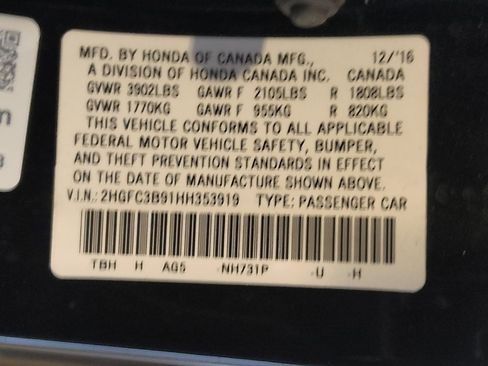 n
3
MFD. BY HONDA OF CANADA MFG., 12/'16
A DIVISION OF HONDA CANADA INC. CANADA
GVWR 3902LBS GAWR F 2105LBS R 1808LBS
GVWR 1770KG GAWR F 955KG R 820KG
THIS VEHICLE CONFORMS TO ALL APPLICABLE
FEDERAL MOTOR VEHICLE SAFETY, BUMPER,
AND THEFT PREVENTION STANDARDS IN EFFECT
ON THE DATE OF MANUFACTURE SHOWN ABOVE.
V.I.N.: 2HGFC3B91HH353919 TYPE: PASSENGER CAR
TBH H AG5 -NH731P -U -H